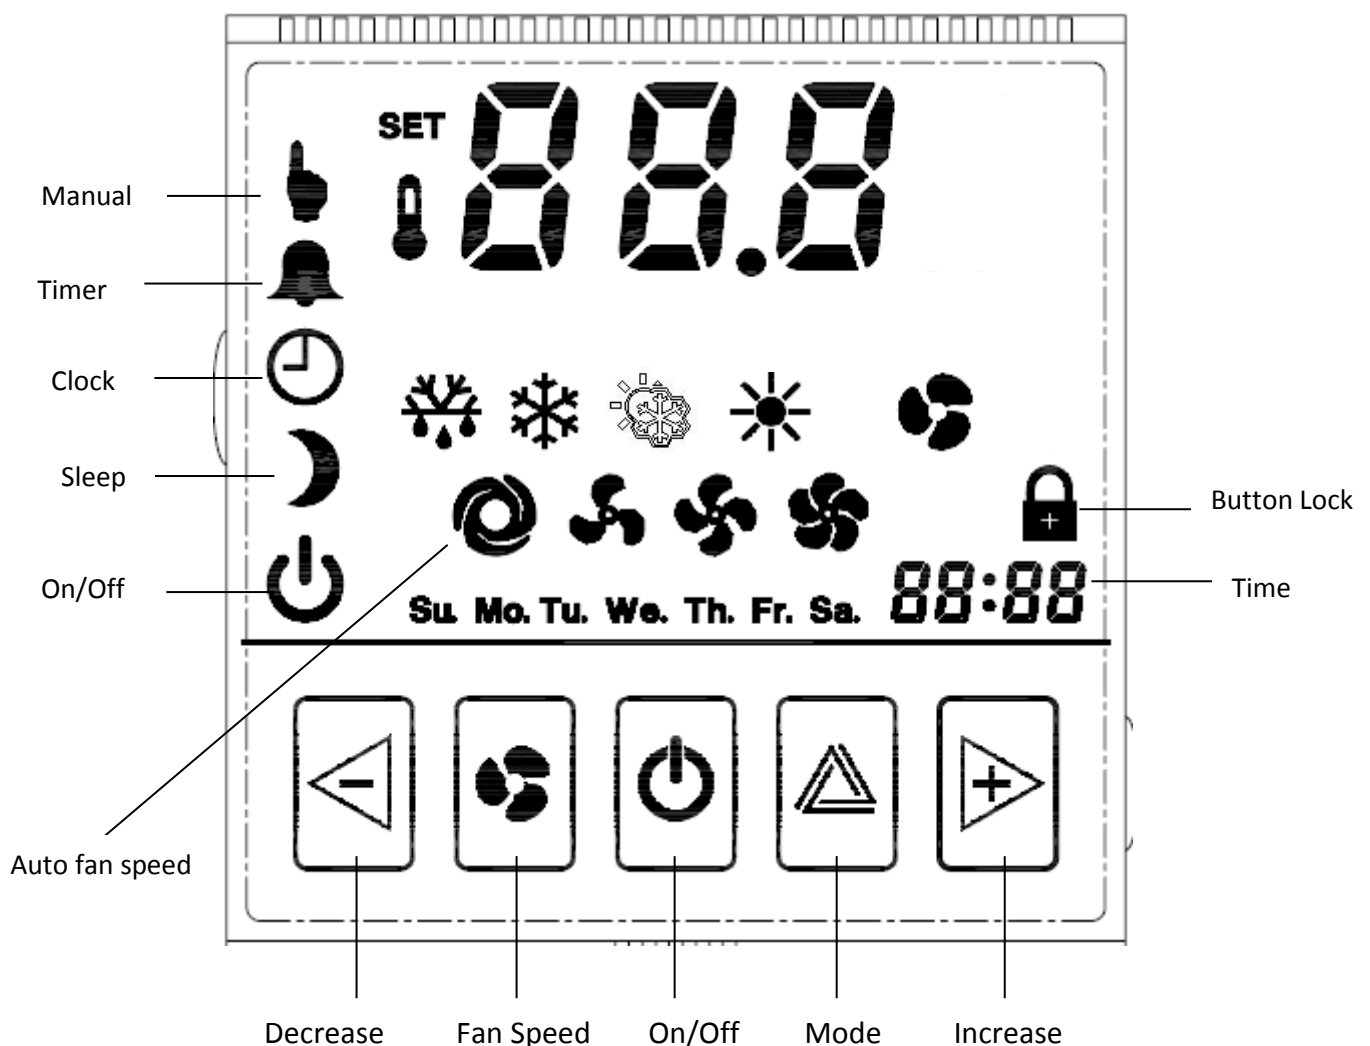 SET
88.8
Manual
Timer
Clock
Sleep
Button Lock
On/Off
Time
88:88
Su. Mo. Tu. We. Th. Fr. Sa.
-
+
Auto fan speed
Decrease Fan Speed On/Off Mode Increase